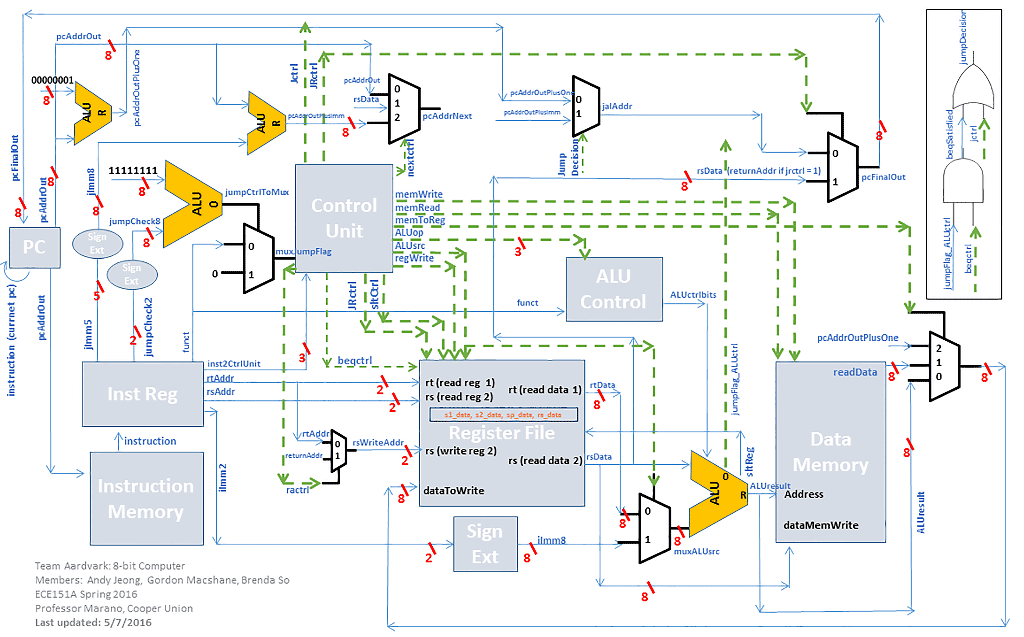 pcAddrOut
8
pcAddrOutPlusOne
00000001
8
ALU
R
ALU
R
pcAddrOutPlusImm
8
pcAddrOut
rsData
0
1
2
pcAddrNext
Jctrl
JRctrl
nextctrl
pcAddrOutPlusOne
pcAddrOutPlusImm
0
1
jalAddr
Jump
Decision
rsData (returnAddr if jrctrl = 1)
8
0
1
pcFinalOut
8
jumpDecision
beqSatisfied
jctrl
jumpFlag_ALUctrl
beqctrl
pcFinalOut
8
pcAddrOut
8
jImm8
8
11111111
8
ALU
0
jumpCtrlToMux
jumpCheck8
8
PC
Sign
Ext
Sign
Ext
0
0
1
mux jumpFlag
Control
Unit
memWrite
memRead
memToReg
ALUop
ALUsrc
regWrite
3
ALU
Control
ALUctrlbits
funct
instruction (currnet pc)
pcAddrOut
5
jImm5
2
jumpCheck2
funct
3
JRctrl
sltCtrl
beqctrl
Inst Reg
inst2CtrlUnit
rtAddr
rsAddr
2
2
rt (read reg 1)
rs (read reg 2)
rt (read data 1)
s1_data, s2_data, sp_data, rs_data
Register File
rs (write reg 2)
rs (read data 2)
dataToWrite
rtData
8
rsData
rtAddr
returnAddr
0
1
rsWriteAddr
2
8
ractrl
instruction
Instruction
Memory
iImm2
2
Sign
Ext
iImm8
8
8
0
1
muxALUsrc
8
ALU
0
R
ALUresult
sltReg
jumpFlag_ALUctrl
8
Data
Memory
Address
dataMemWrite
pcAddrOutPlusOne
readData
8
2
1
0
8
8
ALUresult
Team Aardvark: 8-bit Computer
Members: Andy Jeong, Gordon Macshane, Brenda So
ECE151A Spring 2016
Professor Marano, Cooper Union
Last updated: 5/7/2016